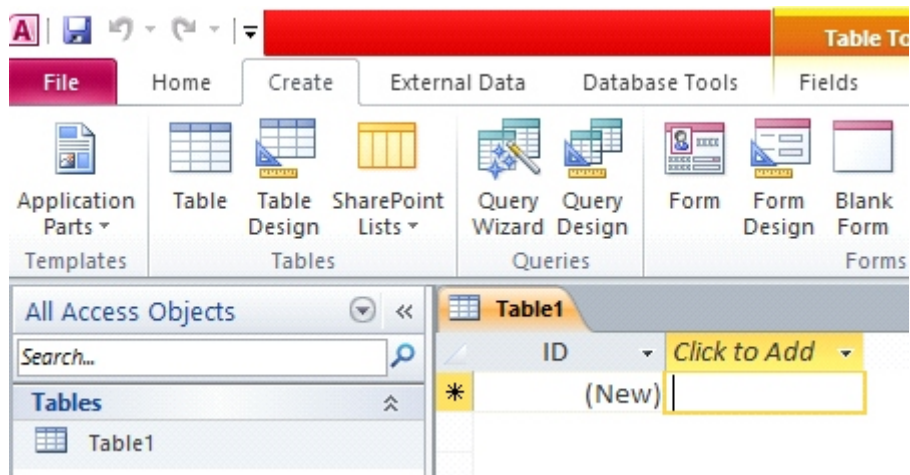 A
Table To
File Home Create External Data Database Tools Fields
Application Parts Table Table Design SharePoint Lists Query Wizard Query Design Form Form Design Blank Form
Templates Tables Queries Forms
All Access Objects
Table1
Search...
ID Click to Add
(New)
Tables
Table1